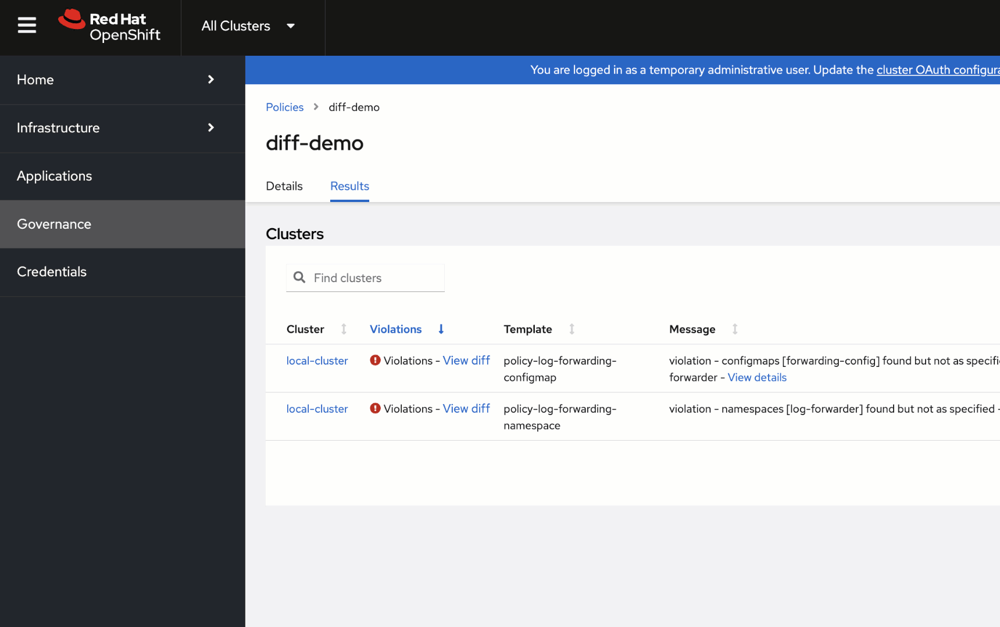 Red Hat
OpenShift
All Clusters
Home
Infrastructure
Applications
Governance
Credentials
You are logged in as a temporary administrative user. Update the cluster OAuth configura
Policies
diff-demo
diff-demo
Details
Results
Clusters
Find clusters
Cluster
Violations
Template
Message
local-cluster
Violations - View diff
policy-log-forwarding-
configmap
violation - configmaps [forwarding-config] found but not as specifi
forwarder - View details
local-cluster
Violations - View diff
policy-log-forwarding-
namespace
violation - namespaces [log-forwarder] found but not as specified -